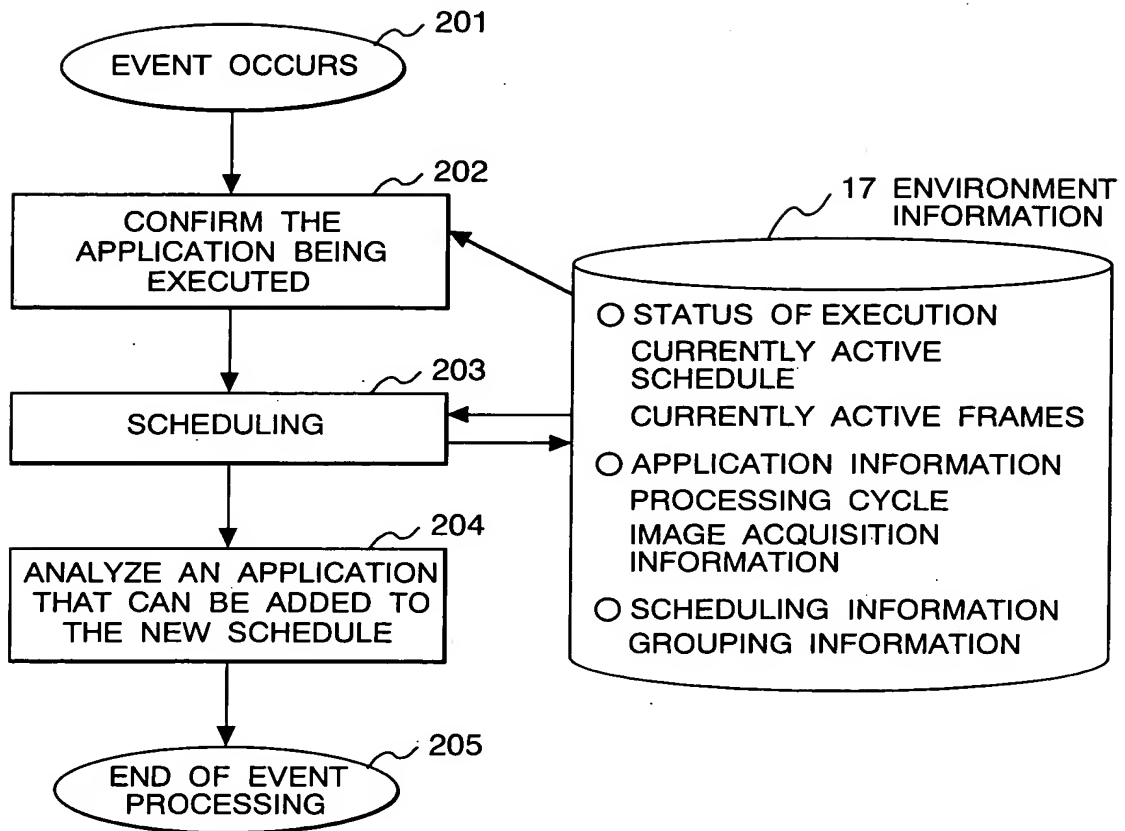 201
EVENT OCCURS
202
CONFIRM THE
APPLICATION BEING
EXECUTED
203
SCHEDULING
204
ANALYZE AN APPLICATION
THAT CAN BE ADDED TO
THE NEW SCHEDULE
205
END OF EVENT
PROCESSING
17 ENVIRONMENT
INFORMATION
○ STATUS OF EXECUTION
CURRENTLY ACTIVE
SCHEDULE
CURRENTLY ACTIVE FRAMES
○ APPLICATION INFORMATION
PROCESSING CYCLE
IMAGE ACQUISITION
INFORMATION
○ SCHEDULING INFORMATION
GROUPING INFORMATION